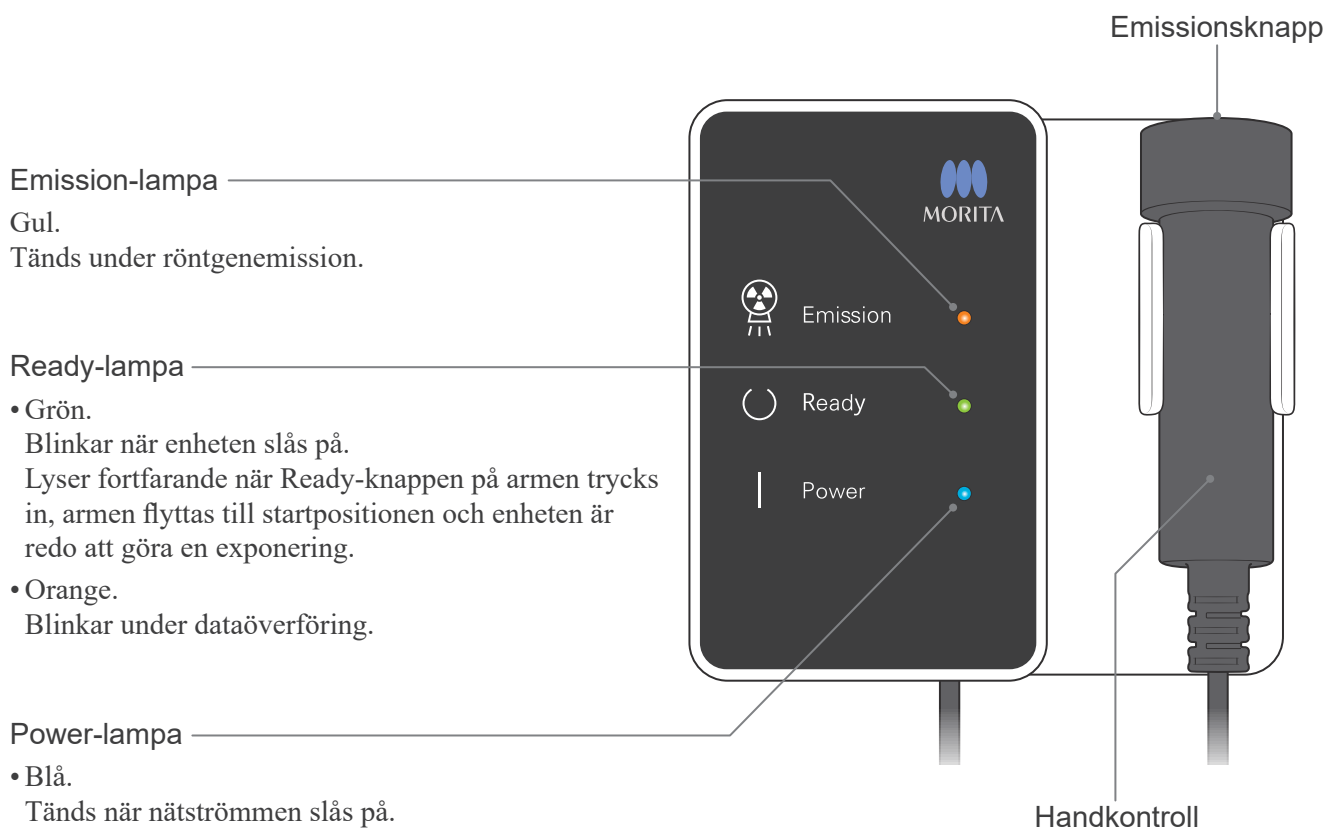 Emissionsknapp
Emission-lampa
Gul.
Tänds under röntgenemission.
MORITA
Emission
Ready-lampa
• Grön.
Blinkar när enheten slås på.
Lyser fortfarande när Ready-knappen på armen trycks
in, armen flyttas till startpositionen och enheten är
redo att göra en exponering.
• Orange.
Blinkar under dataöverföring.
Ready
Power
Power-lampa
• Blå.
Tänds när nätströmmen slås på.
Handkontroll